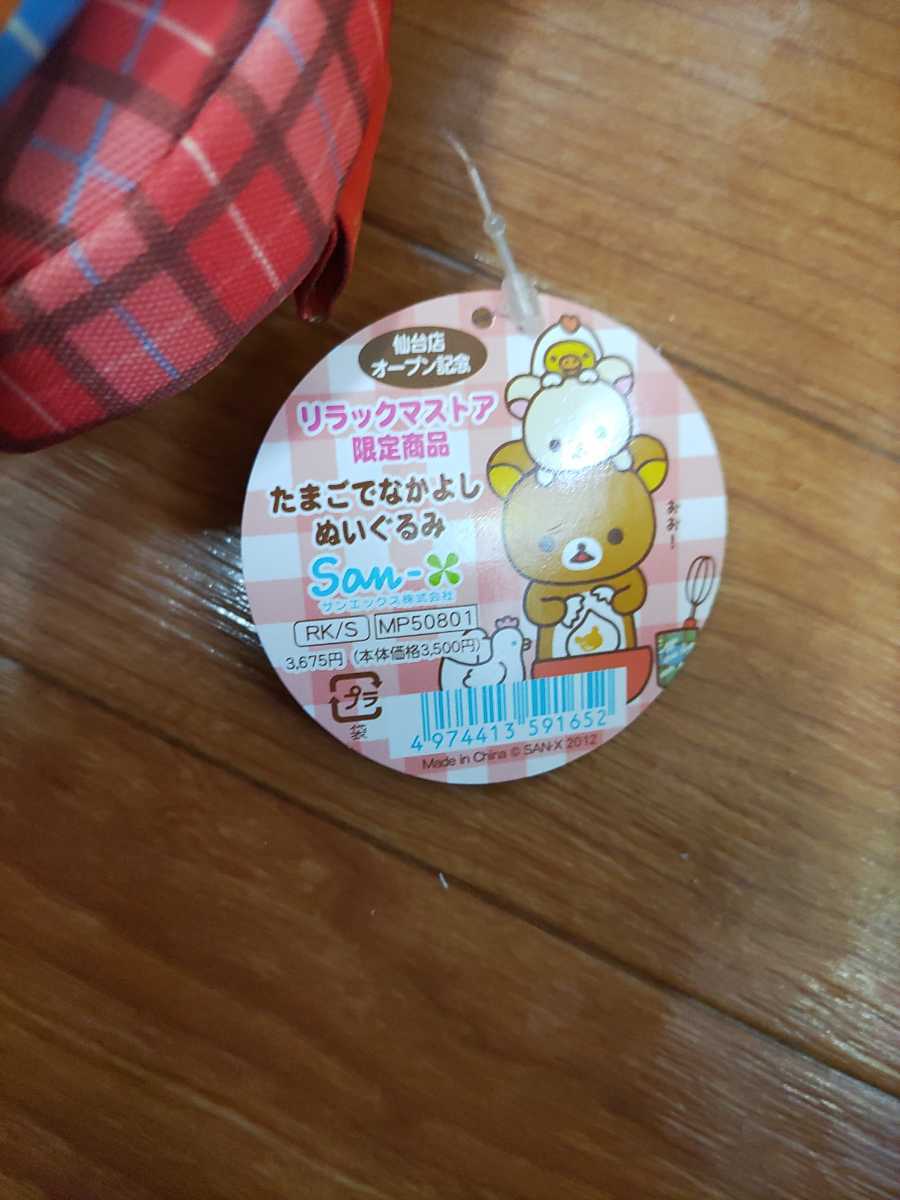 仙台店
オープン記念
リラックマストア
限定商品
たまごでなかよし
ぬいぐるみ
San-X
サンエックス株式会社
RK/S MP50801
3,675円 (本体価格3,500円)
プラ
袋
おおー!
4 974413 591652
Made in China © SAN-X 2012